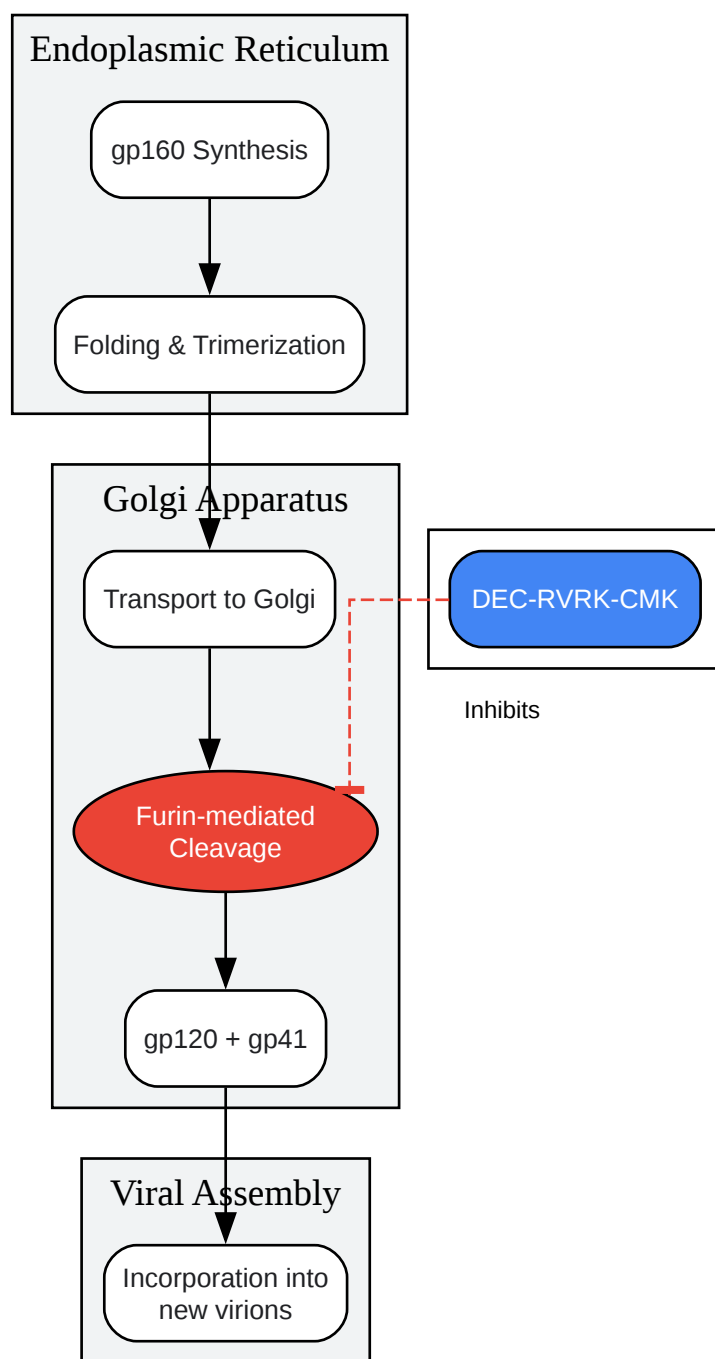 Endoplasmic Reticulum
gp160 Synthesis
Folding & Trimerization
Golgi Apparatus
Transport to Golgi
DEC-RVRK-CMK
Inhibits
Furin-mediated
Cleavage
gp120 + gp41
Viral Assembly
Incorporation into
new virions